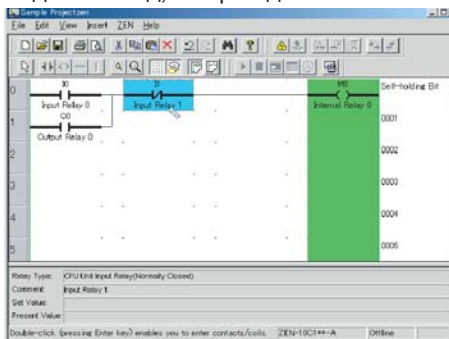 Sample Project.zen
File Edit View Insert ZEN Help
0
I0
I1
M0
Self-holding Bit
Input Relay 0
Input Relay 1
Internal Relay 0
1
Q0
0001
Output Relay 0
2
0002
3
0003
4
0004
5
0005
Relay Type: CPU Unit Input Relay(Normally Closed)
Comment: Input Relay 1
Set Value:
Present Value:
Double-click (pressing Enter key) enables you to enter contacts/coils. ZEN-10C1**-A Offline